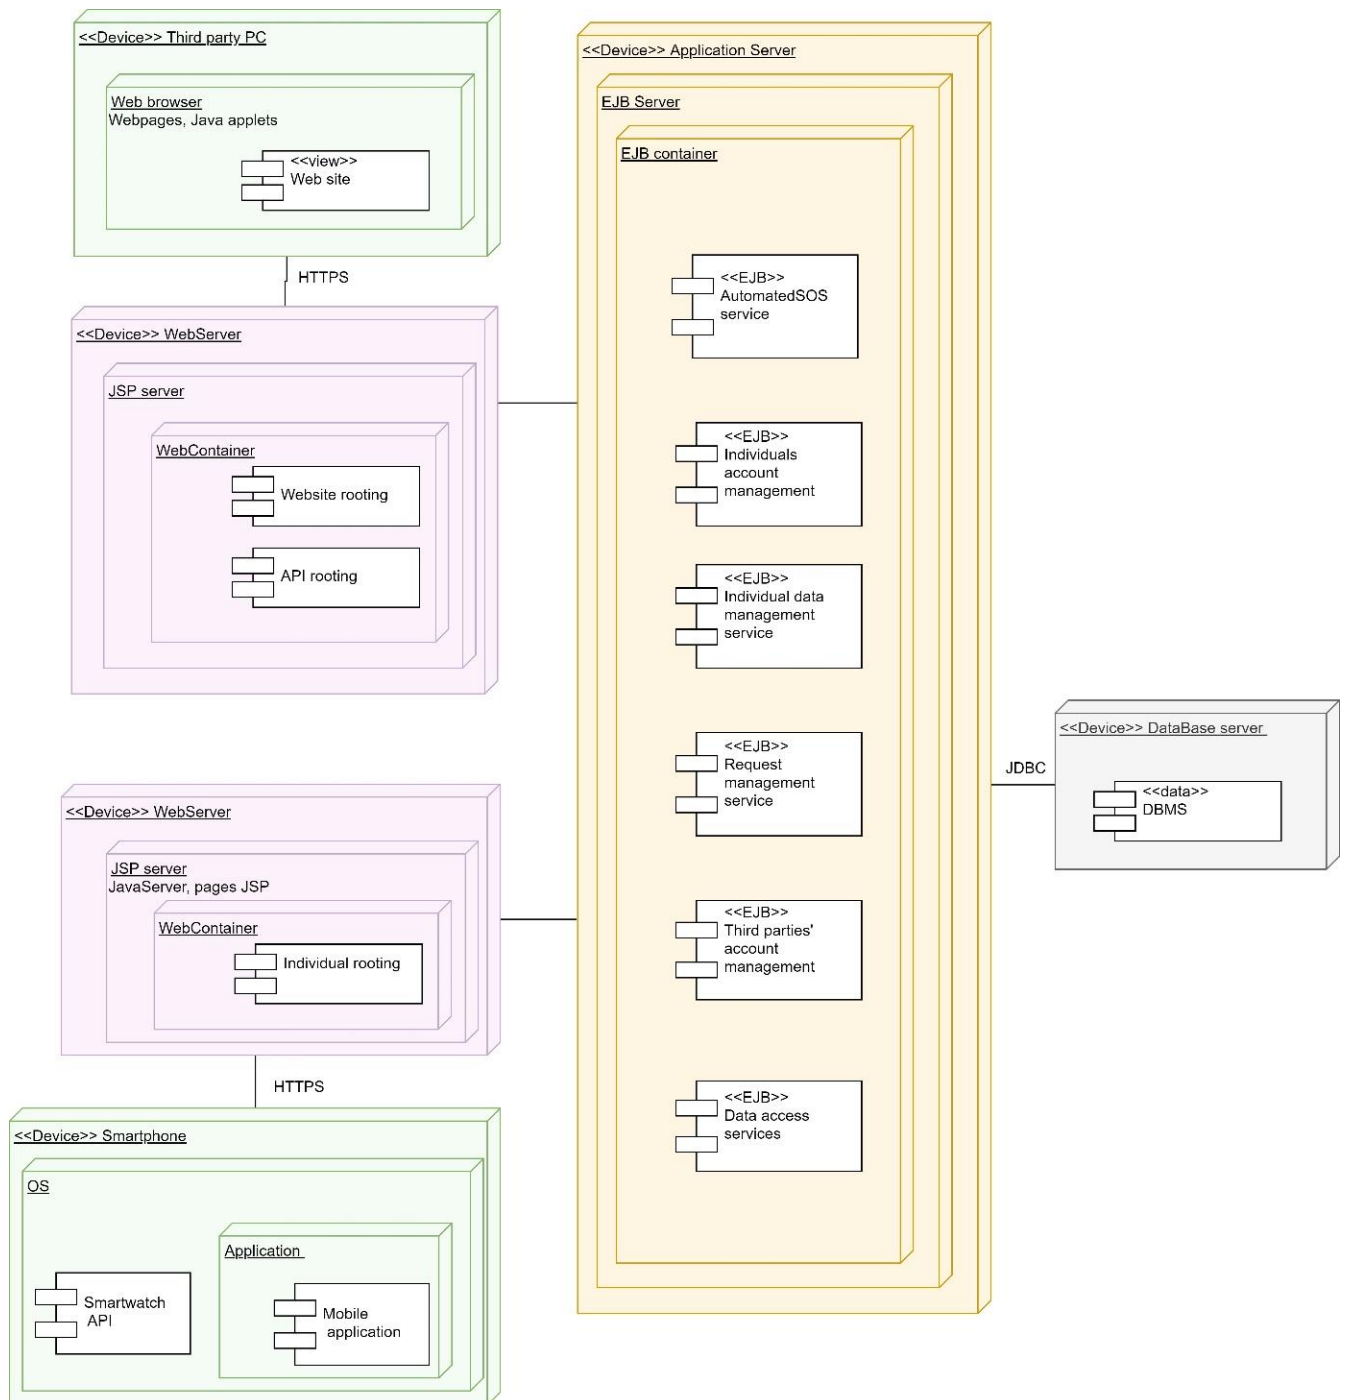 <<Device>> Third party PC
Web browser
Webpages, Java applets
<<view>>
Web site
HTTPS
<<Device>> WebServer
JSP server
WebContainer
Website rooting
API rooting
<<Device>> WebServer
JSP server
JavaServer, pages JSP
WebContainer
Individual rooting
HTTPS
<<Device>> Smartphone
OS
Application
Smartwatch
API
Mobile
application
<<Device>> Application Server
EJB Server
EJB container
<<EJB>>
AutomatedSOS
service
<<EJB>>
Individuals
account
management
<<EJB>>
Individual data
management
service
<<EJB>>
Request
management
service
<<EJB>>
Third parties'
account
management
<<EJB>>
Data access
services
JDBC
<<Device>> DataBase server
<<data>>
DBMS